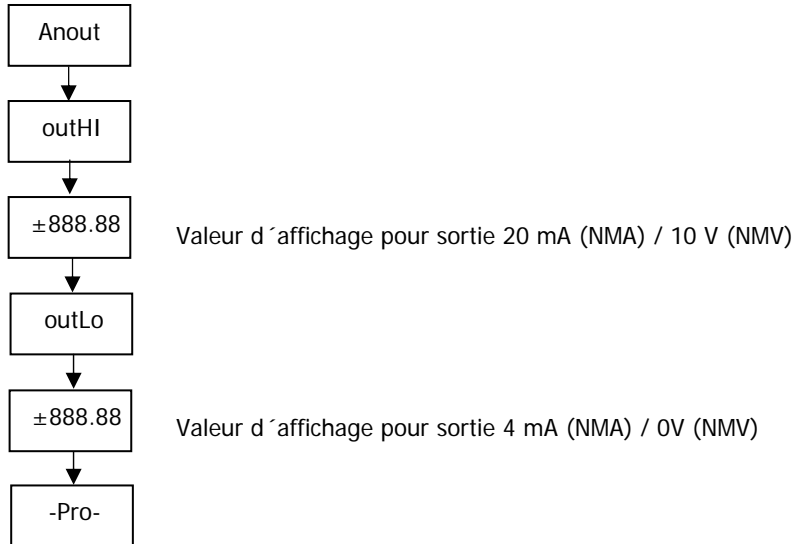 Anout
outHI
±888.88
Valeur d´affichage pour sortie 20 mA (NMA) / 10 V (NMV)
outLo
±888.88
Valeur d´affichage pour sortie 4 mA (NMA) / 0V (NMV)
-Pro-